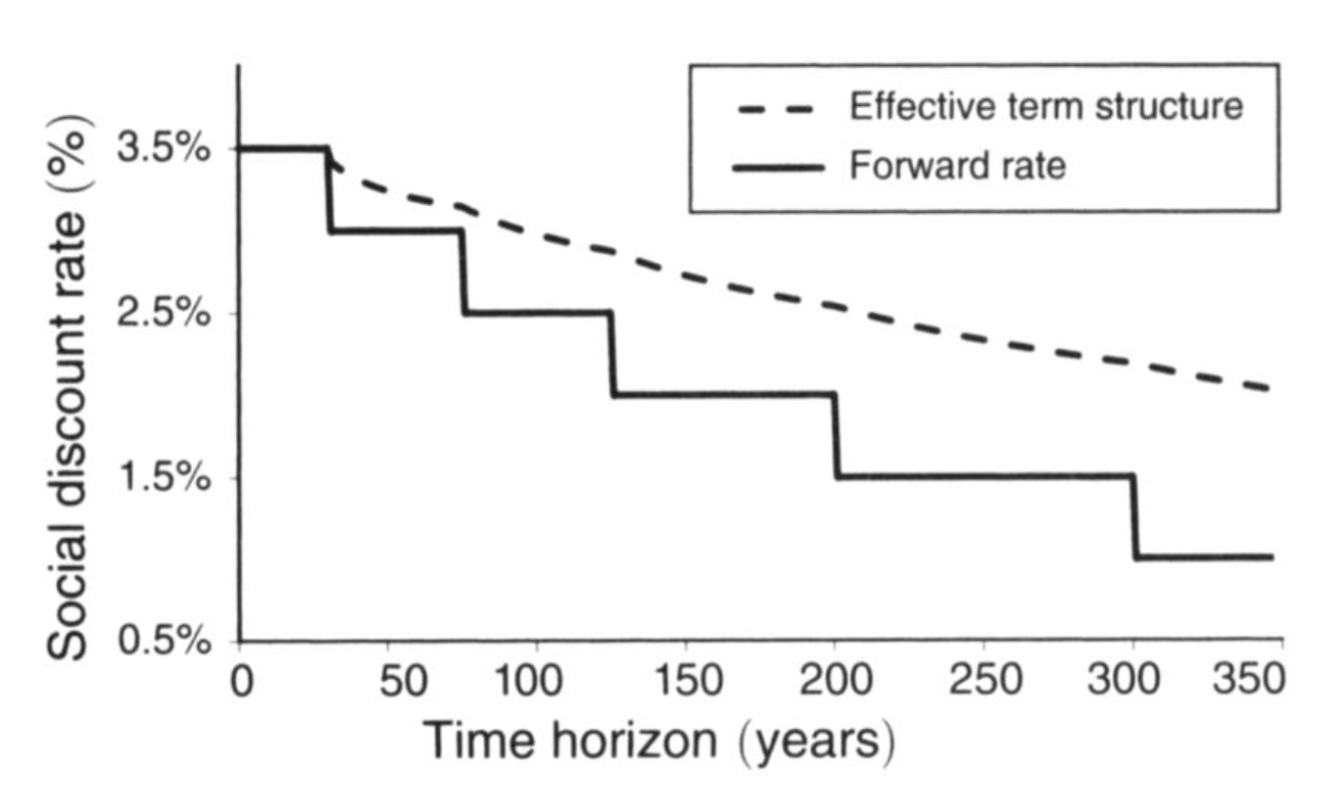 Effective term structure
Forward rate
Social discount rate (%)
3.5%
2.5%
1.5%
0.5%
0 50 100 150 200 250 300 350
Time horizon (years)